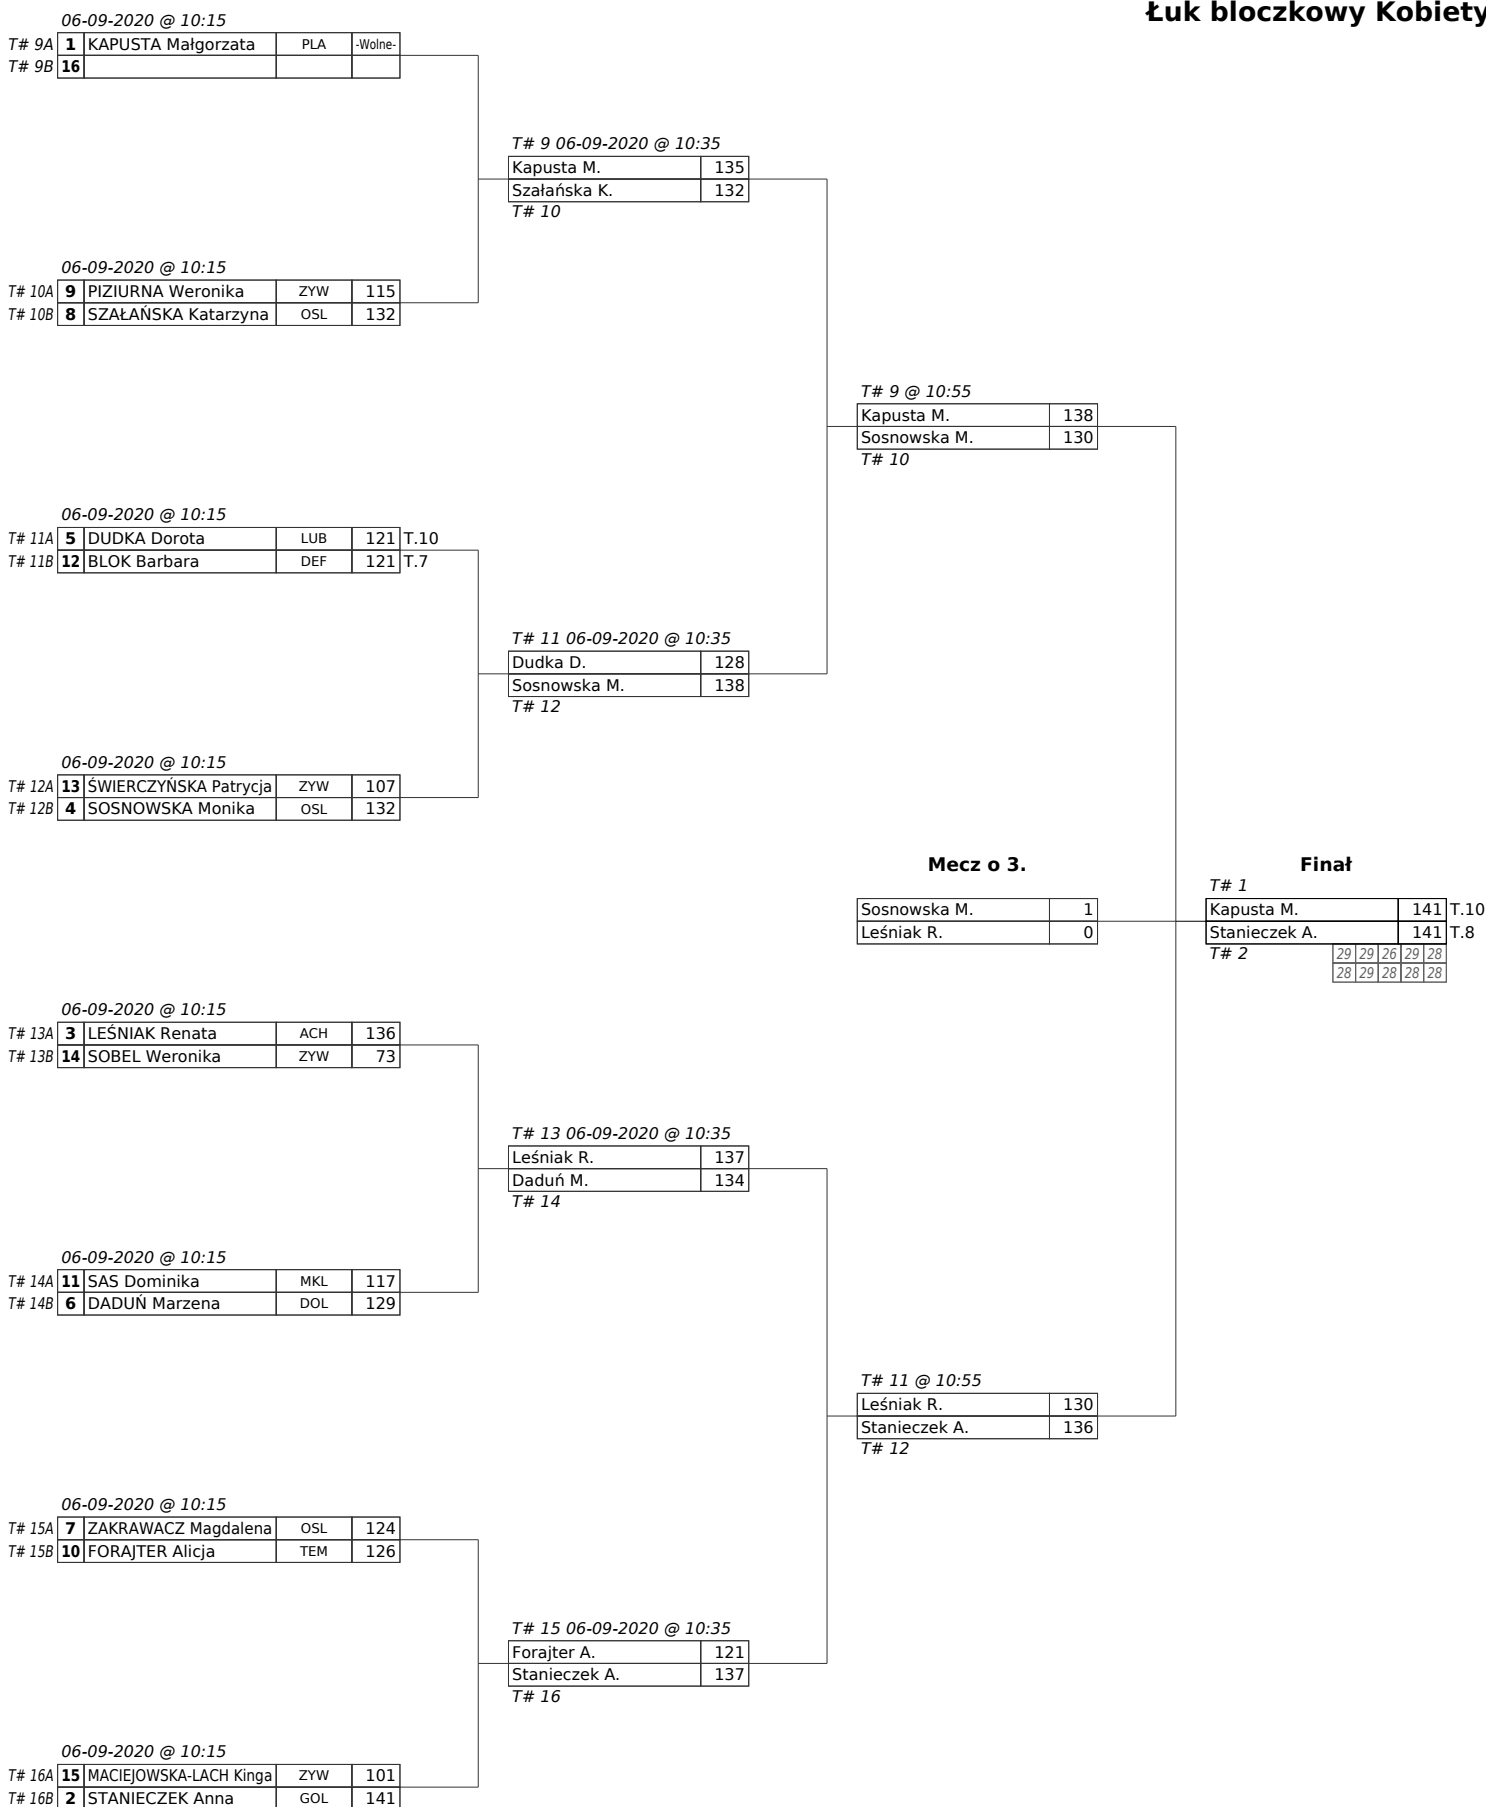 Łuk bloczkowy Kobiety
06-09-2020 @ 10:15
T# 9A 1 KAPUSTA Małgorzata PLA -Wolne-
T# 9B 16
T# 9 06-09-2020 @ 10:35
Kapusta M. 135
Szałańska K. 132
T# 10
06-09-2020 @ 10:15
T# 10A 9 PIZIURNA Weronika ZYW 115
T# 10B 8 SZAŁAŃSKA Katarzyna OSL 132
T# 9 @ 10:55
Kapusta M. 138
Sosnowska M. 130
T# 10
06-09-2020 @ 10:15
T# 11A 5 DUDKA Dorota LUB 121 T.10
T# 11B 12 BLOK Barbara DEF 121 T.7
T# 11 06-09-2020 @ 10:35
Dudka D. 128
Sosnowska M. 138
T# 12
06-09-2020 @ 10:15
T# 12A 13 ŚWIERCZYŃSKA Patrycja ZYW 107
T# 12B 4 SOSNOWSKA Monika OSL 132
Mecz o 3.
Sosnowska M. 1
Leśniak R. 0
Finał
T# 1
Kapusta M. 141 T.10
Stanieczek A. 141 T.8
T# 2 29 29 26 29 28
28 29 28 28 28
06-09-2020 @ 10:15
T# 13A 3 LEŚNIAK Renata ACH 136
T# 13B 14 SOBEL Weronika ZYW 73
T# 13 06-09-2020 @ 10:35
Leśniak R. 137
Daduń M. 134
T# 14
06-09-2020 @ 10:15
T# 14A 11 SAS Dominika MKL 117
T# 14B 6 DADUŃ Marzena DOL 129
T# 11 @ 10:55
Leśniak R. 130
Stanieczek A. 136
T# 12
06-09-2020 @ 10:15
T# 15A 7 ZAKRAWACZ Magdalena OSL 124
T# 15B 10 FORAJTER Alicja TEM 126
T# 15 06-09-2020 @ 10:35
Forajter A. 121
Stanieczek A. 137
T# 16
06-09-2020 @ 10:15
T# 16A 15 MACIEJOWSKA-LACH Kinga ZYW 101
T# 16B 2 STANIECZEK Anna GOL 141